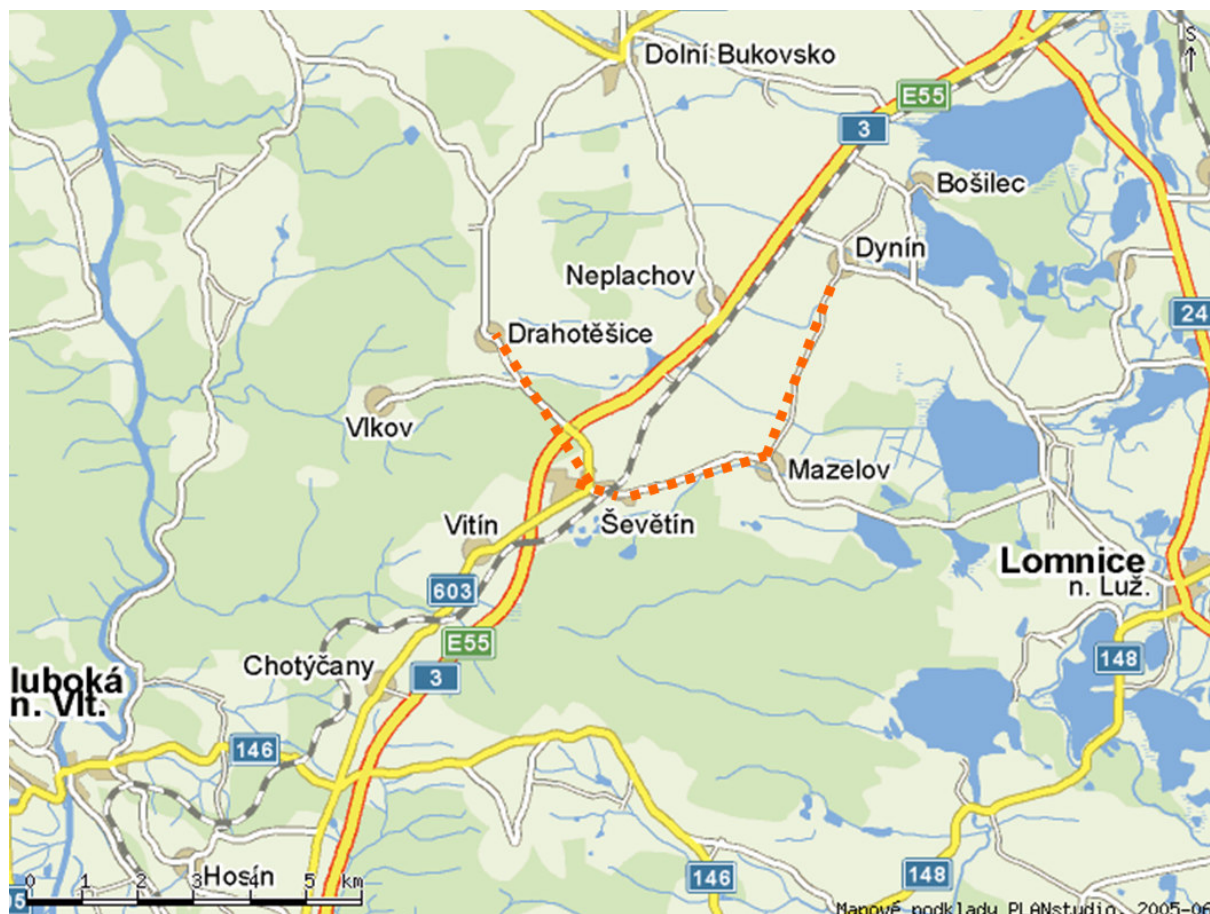 Dolní Bukovsko
S
E55
3
Bošilec
Dynín
Neplachov
24
Drahotěšice
Vlkov
Mazelov
Vitín
Ševětín
Lomnice
n. Luž.
603
E55
148
Chotýčany
3
luboká
n. Vlt.
146
Hosín
0 1 2 3 4 5 km
146
148
5
Mapové podklady PLANstudio, 2005-06